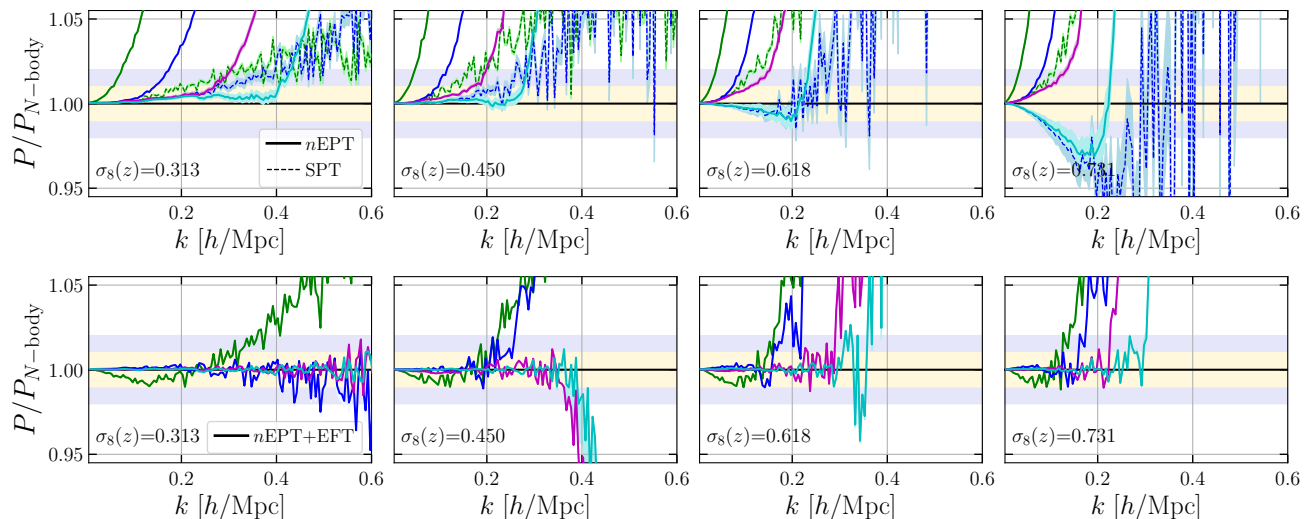 1.05
1.00
0.95
P/P_{N−body}
nEPT
SPT
σ₈(z)=0.313
σ₈(z)=0.450
σ₈(z)=0.618
σ₈(z)=0.731
0.2 0.4 0.6
0.2 0.4 0.6
0.2 0.4 0.6
0.2 0.4 0.6
k [h/Mpc]
k [h/Mpc]
k [h/Mpc]
k [h/Mpc]
1.05
1.00
0.95
P/P_{N−body}
σ₈(z)=0.313
nEPT+EFT
σ₈(z)=0.450
σ₈(z)=0.618
σ₈(z)=0.731
0.2 0.4 0.6
0.2 0.4 0.6
0.2 0.4 0.6
0.2 0.4 0.6
k [h/Mpc]
k [h/Mpc]
k [h/Mpc]
k [h/Mpc]